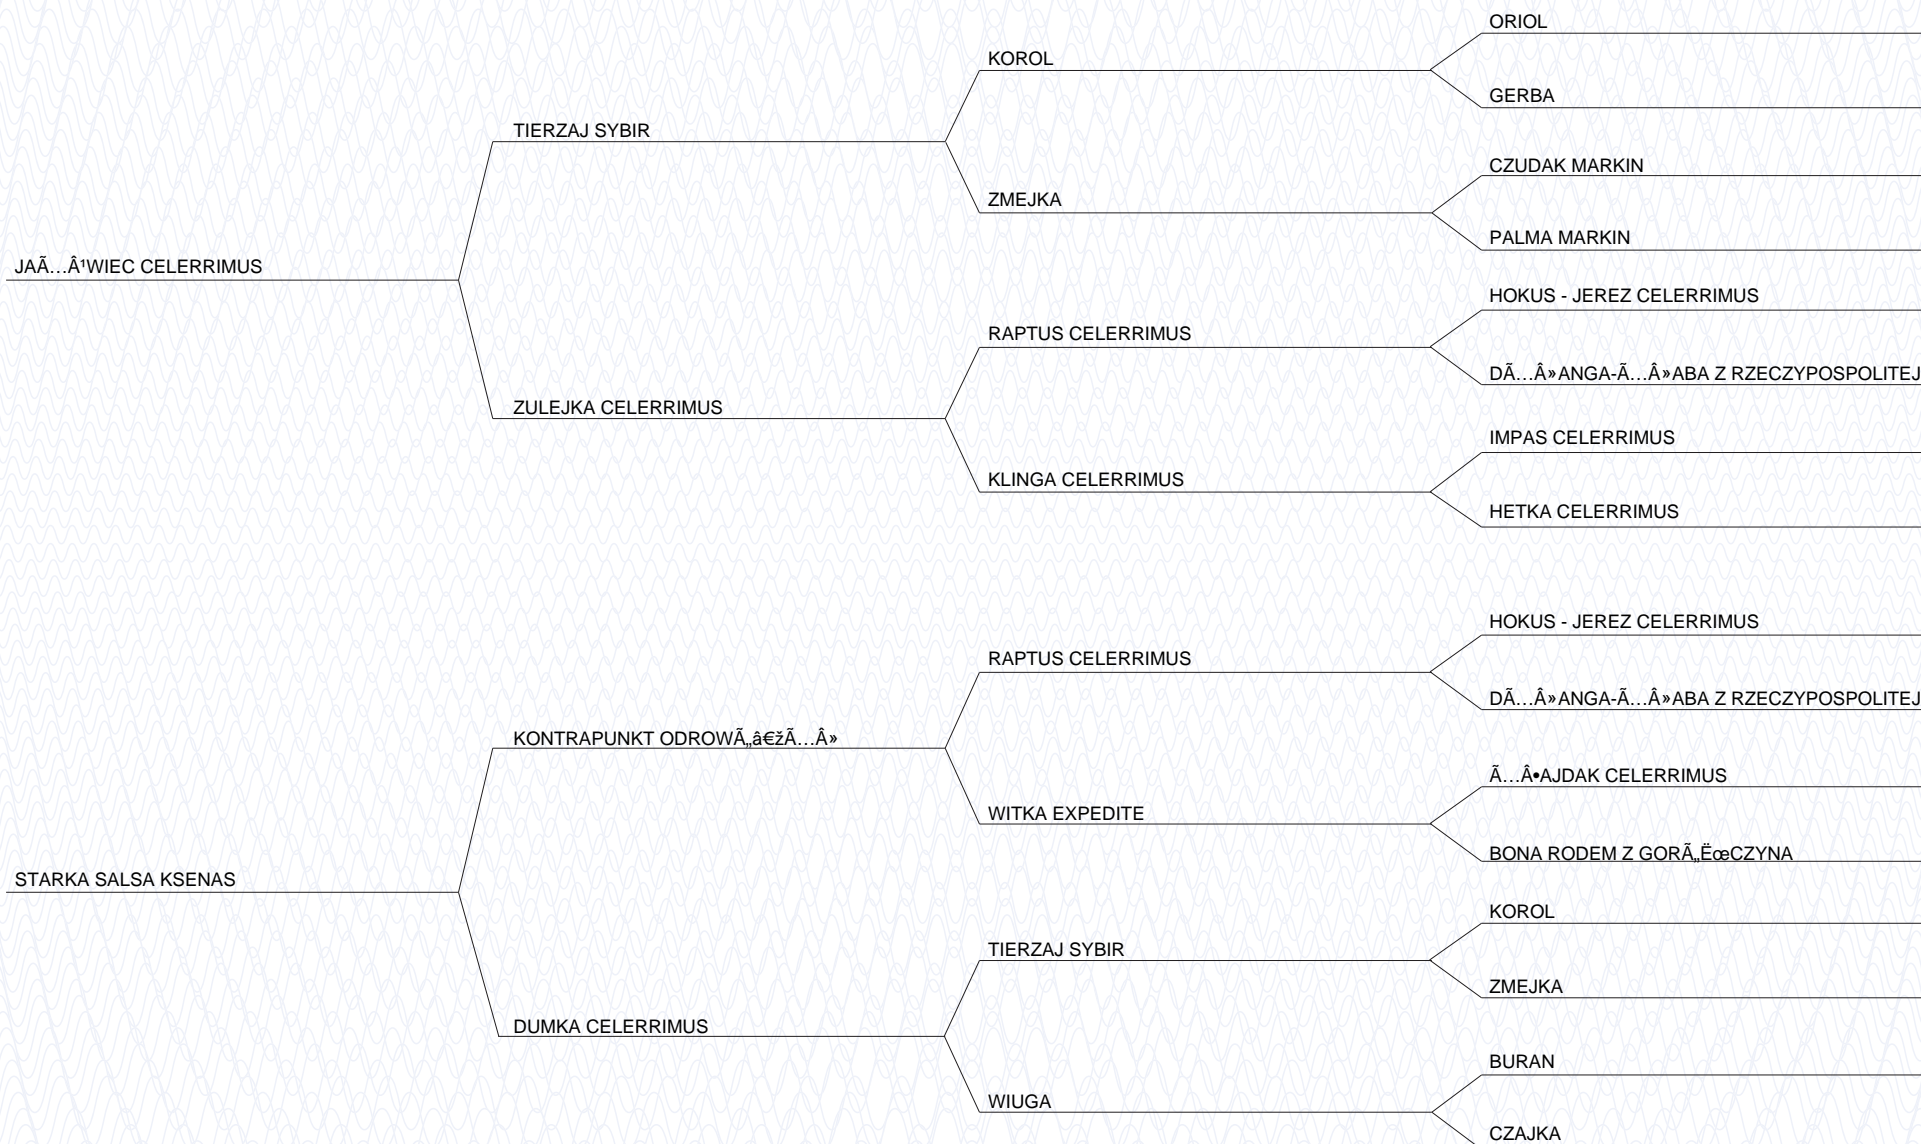 ORIOL
KOROL
GERBA
TIERZAJ SYBIR
CZUDAK MARKIN
ZMEJKA
PALMA MARKIN
JAÃ…Â¹WIEC CELERRIMUS
HOKUS - JEREZ CELERRIMUS
RAPTUS CELERRIMUS
DÃ…Â»ANGA-Ã…Â»ABA Z RZECZYPOSPOLITEJ
ZULEJKA CELERRIMUS
IMPAS CELERRIMUS
KLINGA CELERRIMUS
HETKA CELERRIMUS
HOKUS - JEREZ CELERRIMUS
RAPTUS CELERRIMUS
DÃ…Â»ANGA-Ã…Â»ABA Z RZECZYPOSPOLITEJ
KONTRAPUNKT ODROWÃ„â€žÃ…Â»
Ã…Â•AJDAK CELERRIMUS
WITKA EXPEDITE
BONA RODEM Z GORÃ„ËœCZYNA
STARKA SALSA KSENAS
KOROL
TIERZAJ SYBIR
ZMEJKA
DUMKA CELERRIMUS
BURAN
WIUGA
CZAJKA